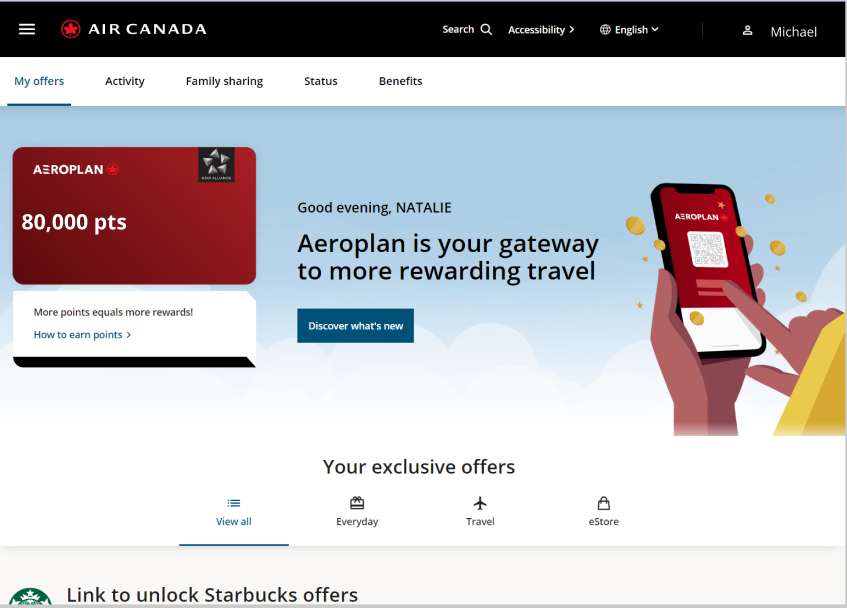 AIR CANADA
Search
Accessibility
English
Michael
My offers
Activity
Family sharing
Status
Benefits
AEROPLAN
STAR ALLIANCE
80,000 pts
More points equals more rewards!
How to earn points
Good evening, NATALIE
Aeroplan is your gateway
to more rewarding travel
Discover what's new
AEROPLAN
Your exclusive offers
View all
Everyday
Travel
eStore
Link to unlock Starbucks offers